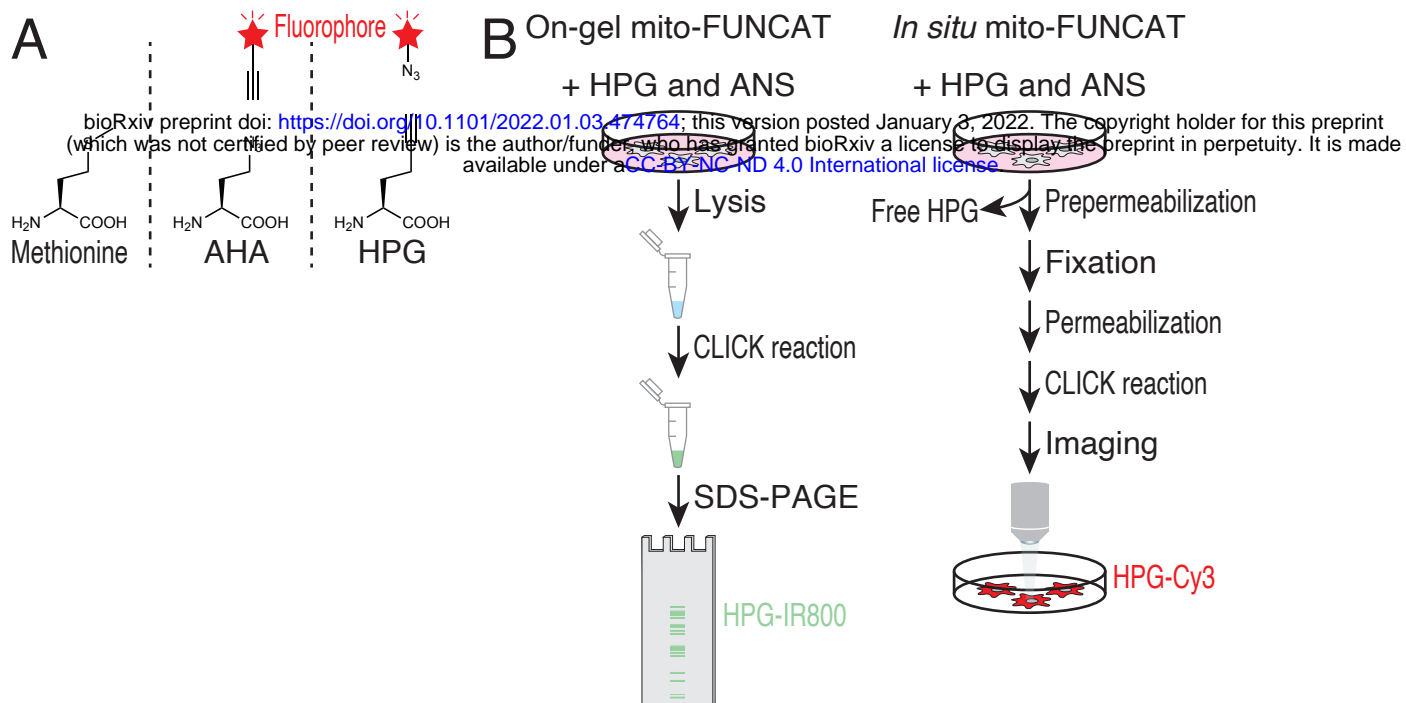 A
Fluorophore
N3
N3
H2N
COOH
Methionine
H2N
COOH
AHA
H2N
COOH
HPG
bioRxiv preprint doi: https://doi.org/10.1101/2022.01.03.474764; this version posted January 3, 2022. The copyright holder for this preprint
(which was not certified by peer review) is the author/funder, who has granted bioRxiv a license to display the preprint in perpetuity. It is made
available under aCC-BY-NC-ND 4.0 International license.
B
On-gel mito-FUNCAT
+ HPG and ANS
Lysis
CLICK reaction
SDS-PAGE
HPG-IR800
In situ mito-FUNCAT
+ HPG and ANS
Free HPG
Prepermeabilization
Fixation
Permeabilization
CLICK reaction
Imaging
HPG-Cy3